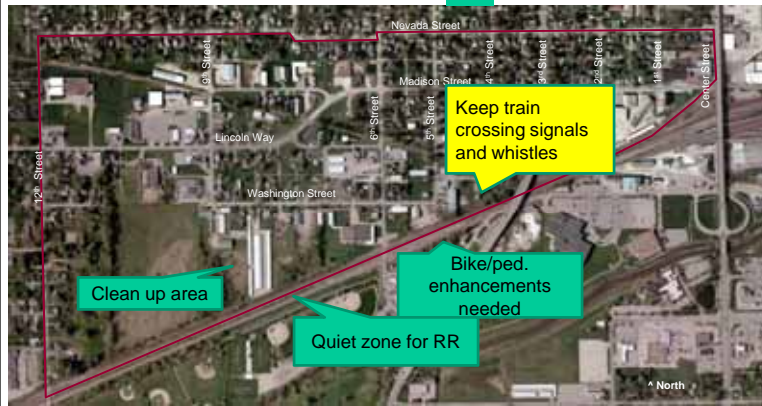 Nevada Street
9th Street
4th Street
3rd Street
2nd Street
1st Street
Center Street
Madison Street
Keep train
crossing signals
and whistles
6th Street
5th Street
Lincoln Way
12th Street
Washington Street
Bike/ped.
enhancements
needed
Clean up area
Quiet zone for RR
^ North